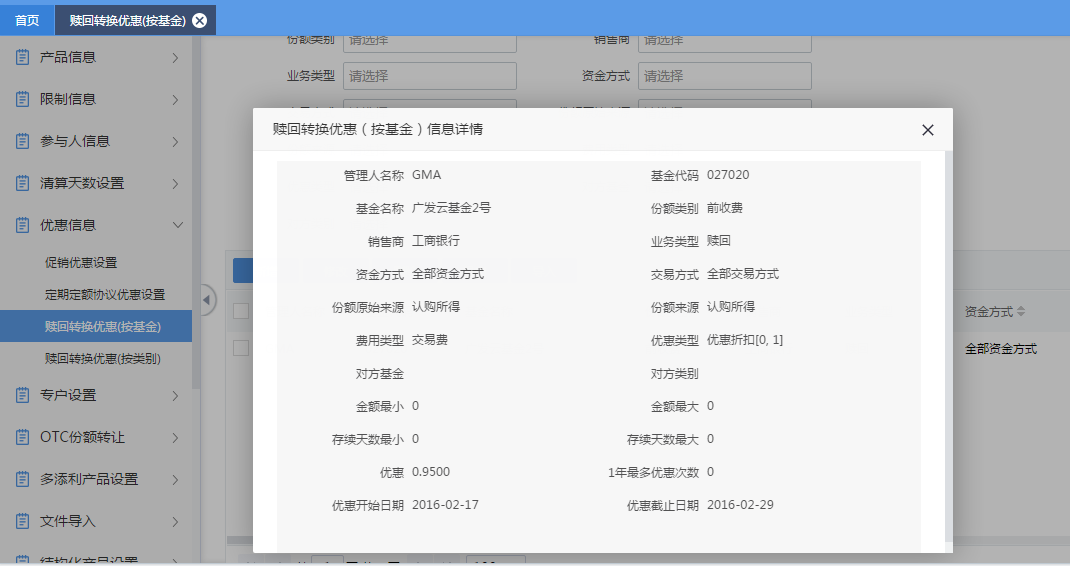 首页 赎回转换优惠(按基金)
产品信息
限制信息
参与人信息
清算天数设置
优惠信息
促销优惠设置
定期定额协议优惠设置
赎回转换优惠(按基金)
赎回转换优惠(按类别)
专户设置
OTC份额转让
多添利产品设置
文件导入
结构化产品设置
份额类别 请选择 销售商 请选择
业务类型 请选择 资金方式 请选择
赎回转换优惠（按基金）信息详情
管理人名称 GMA 基金代码 027020
基金名称 广发云基金2号 份额类别 前收费
销售商 工商银行 业务类型 赎回
资金方式 全部资金方式 交易方式 全部交易方式
份额原始来源 认购所得 份额来源 认购所得
费用类型 交易费 优惠类型 优惠折扣[0, 1]
对方基金 对方类别
金额最小 0 金额最大 0
存续天数最小 0 存续天数最大 0
优惠 0.9500 1年最多优惠次数 0
优惠开始日期 2016-02-17 优惠截止日期 2016-02-29
资金方式
全部资金方式